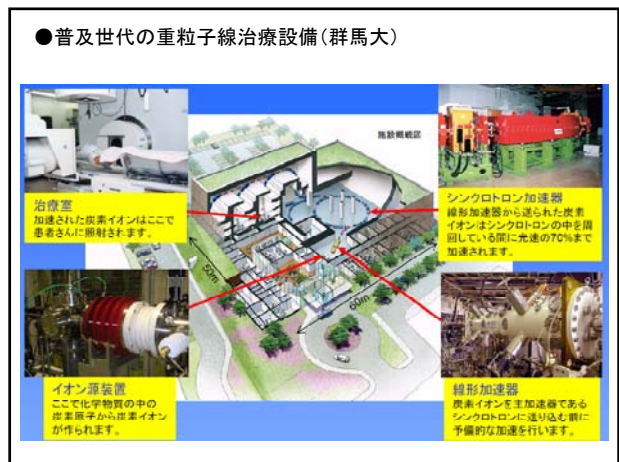 ●普及世代の重粒子線治療設備(群馬大)
施設概観図
治療室
加速された炭素イオンはここで
患者さんに照射されます。
シンクロトロン加速器
線形加速器から送られた炭素
イオンはシンクロトロンの中を周
回している間に光速の70%まで
加速されます。
50m
60m
イオン源装置
ここで化学物質の中の
炭素原子から炭素イオン
が作られます。
線形加速器
炭素イオンを主加速器である
シンクロトロンに送り込む前に
予備的な加速を行います。